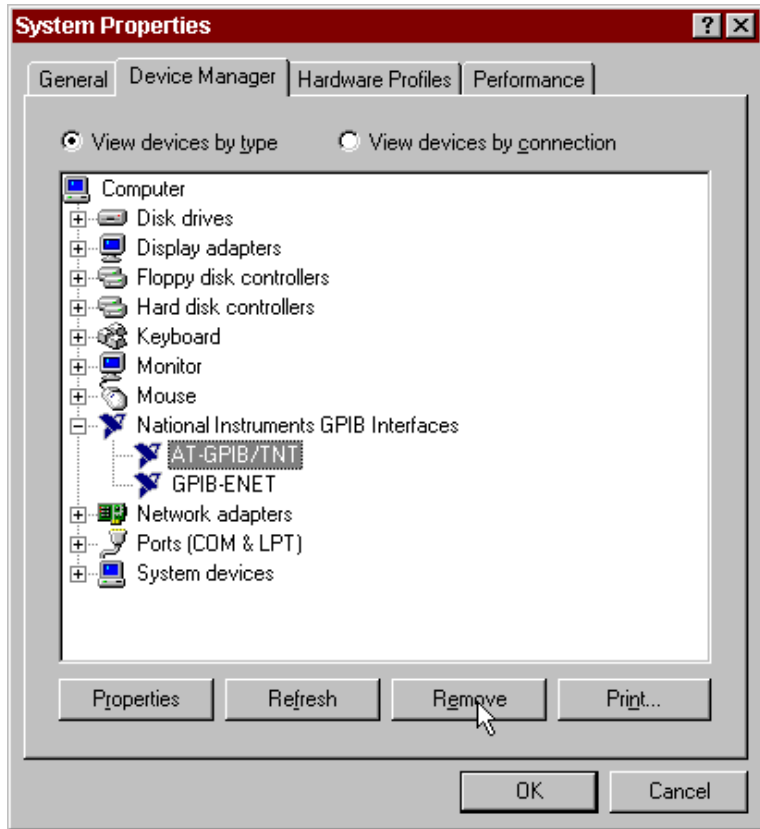 System Properties
General Device Manager Hardware Profiles Performance
View devices by type View devices by connection
Computer
Disk drives
Display adapters
Floppy disk controllers
Hard disk controllers
Keyboard
Monitor
Mouse
National Instruments GPIB Interfaces
AT-GPIB/TNT
GPIB-ENET
Network adapters
Ports (COM & LPT)
System devices
Properties Refresh Remove Print...
OK Cancel